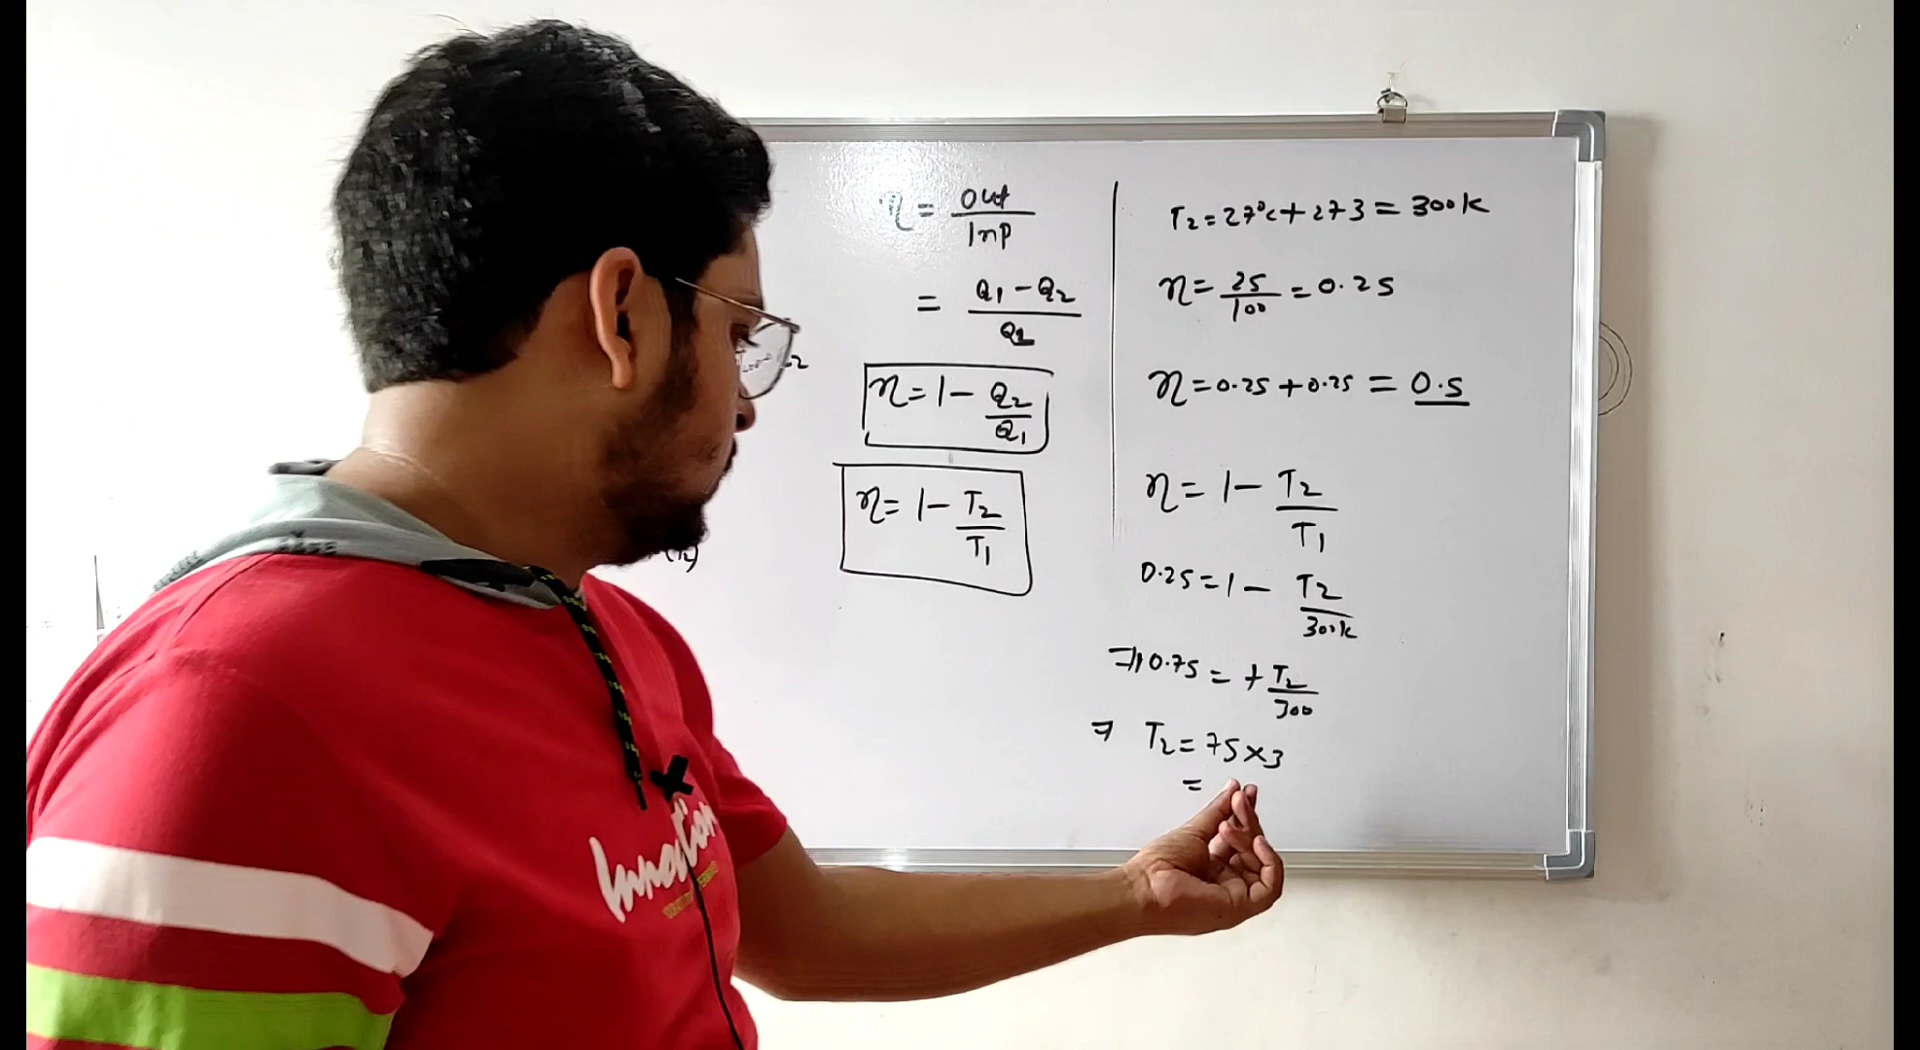 η = out / Inp
= Q1 - Q2 / Q1
η = 1 - Q2 / Q1
η = 1 - T2 / T1
T2 = 27°c + 273 = 300k
η = 25 / 100 = 0.25
η = 0.25 + 0.25 = 0.5
η = 1 - T2 / T1
0.25 = 1 - T2 / 300k
⇒ 0.75 = + T2 / 300
⇒ T2 = 75 × 3
=
Innovation